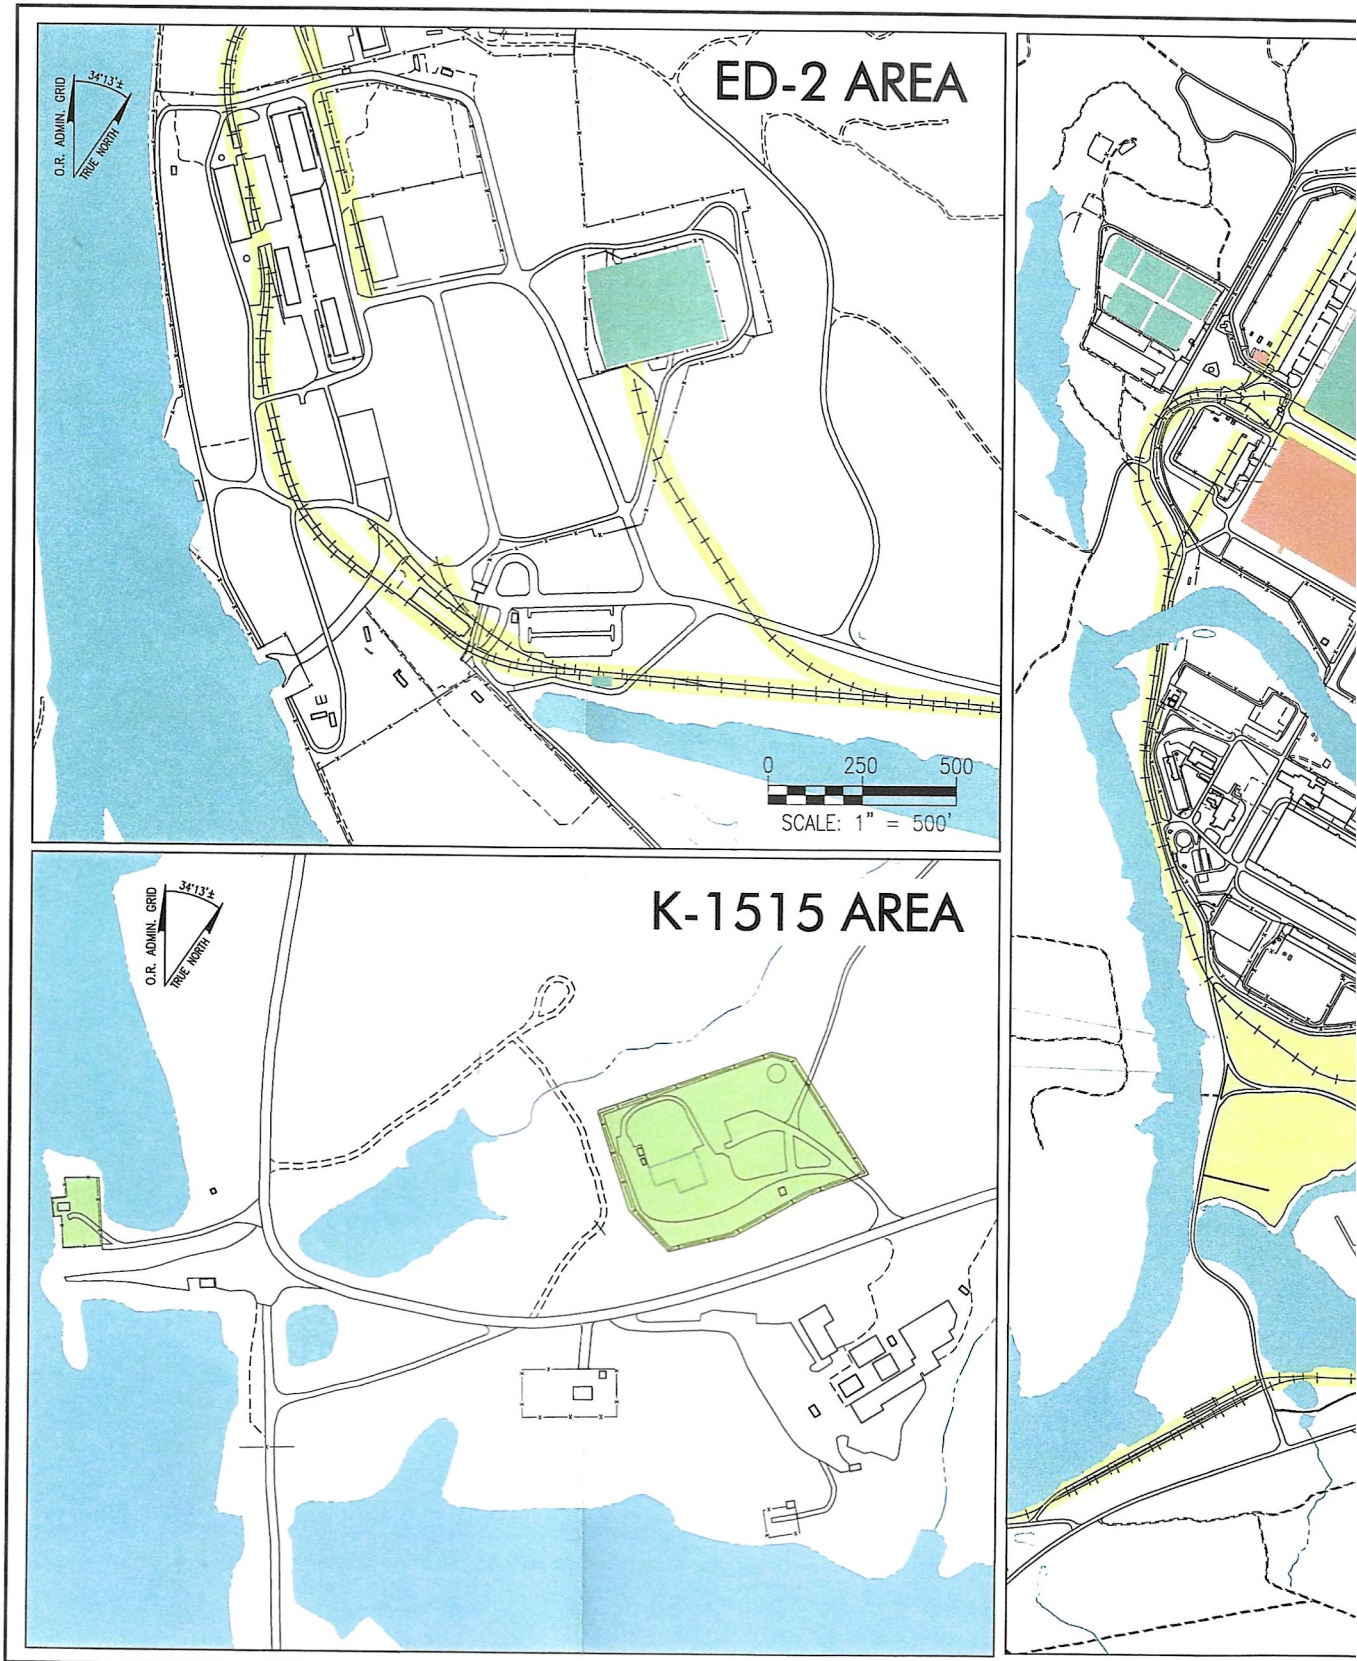 ED-2 AREA
34°13'±
O.R. ADMIN. GRID
TRUE NORTH
0 250 500
SCALE: 1" = 500'
K-1515 AREA
34°13'±
O.R. ADMIN. GRID
TRUE NORTH